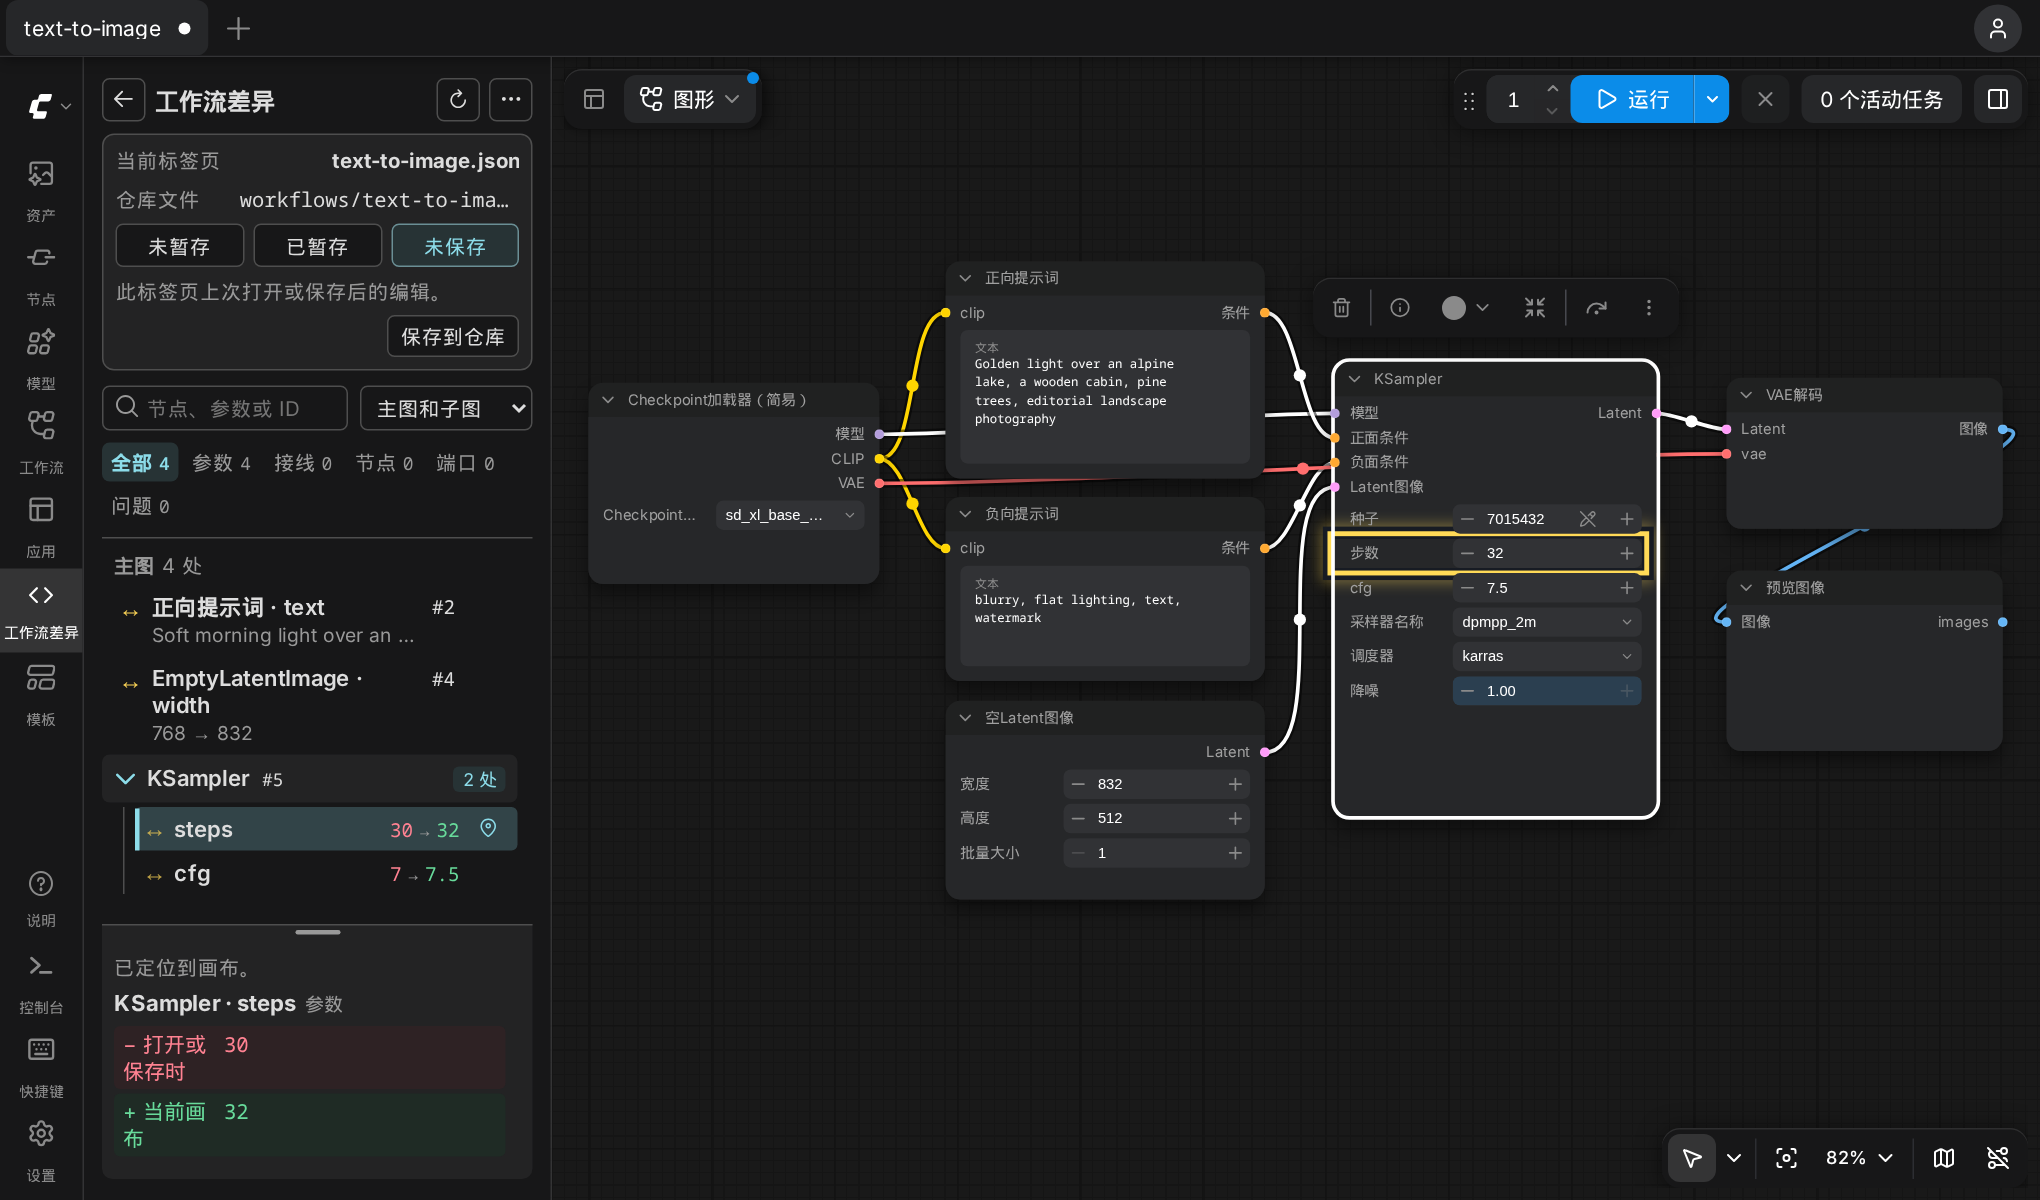 text-to-image
工作流差异
图形
1
运行
0 个活动任务
当前标签页 text-to-image.json
仓库文件 workflows/text-to-ima…
未暂存 已暂存 未保存
此标签页上次打开或保存后的编辑。
保存到仓库
节点、参数或 ID
主图和子图
全部 4 参数 4 接线 0 节点 0 端口 0
问题 0
主图 4 处
↔ 正向提示词 · text #2
Soft morning light over an ...
↔ EmptyLatentImage · width #4
768 → 832
KSampler #5 2 处
↔ steps 30 → 32
↔ cfg 7 → 7.5
已定位到画布。
KSampler · steps 参数
− 打开或 30
保存时
+ 当前画 32
布
资产
节点
模型
工作流
应用
工作流差异
模板
说明
控制台
快捷键
设置
Checkpoint加载器（简易）
模型
CLIP
VAE
Checkpoint... sd_xl_base_...
正向提示词
clip 条件
文本
Golden light over an alpine
lake, a wooden cabin, pine
trees, editorial landscape
photography
负向提示词
clip 条件
文本
blurry, flat lighting, text,
watermark
空Latent图像
Latent
宽度 832
高度 512
批量大小 1
KSampler
模型 Latent
正面条件
负面条件
Latent图像
种子 7015432
步数 32
cfg 7.5
采样器名称 dpmpp_2m
调度器 karras
降噪 1.00
VAE解码
Latent 图像
vae
预览图像
图像 images
82%